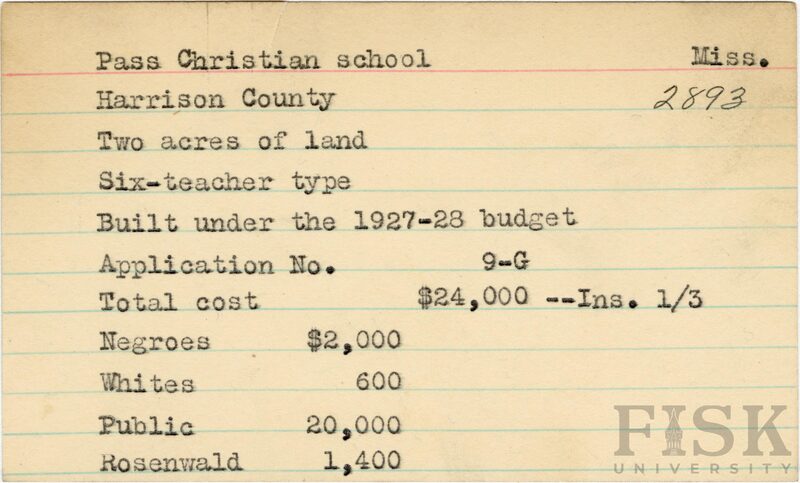 Pass Christian school Miss.
Harrison County 2893
Two acres of land
Six-teacher type
Built under the 1927-28 budget
Application No. 9-G
Total cost $24,000 --Ins. 1/3
Negroes $2,000
Whites 600
Public 20,000
Rosenwald 1,400
FISK
UNIVERSITY